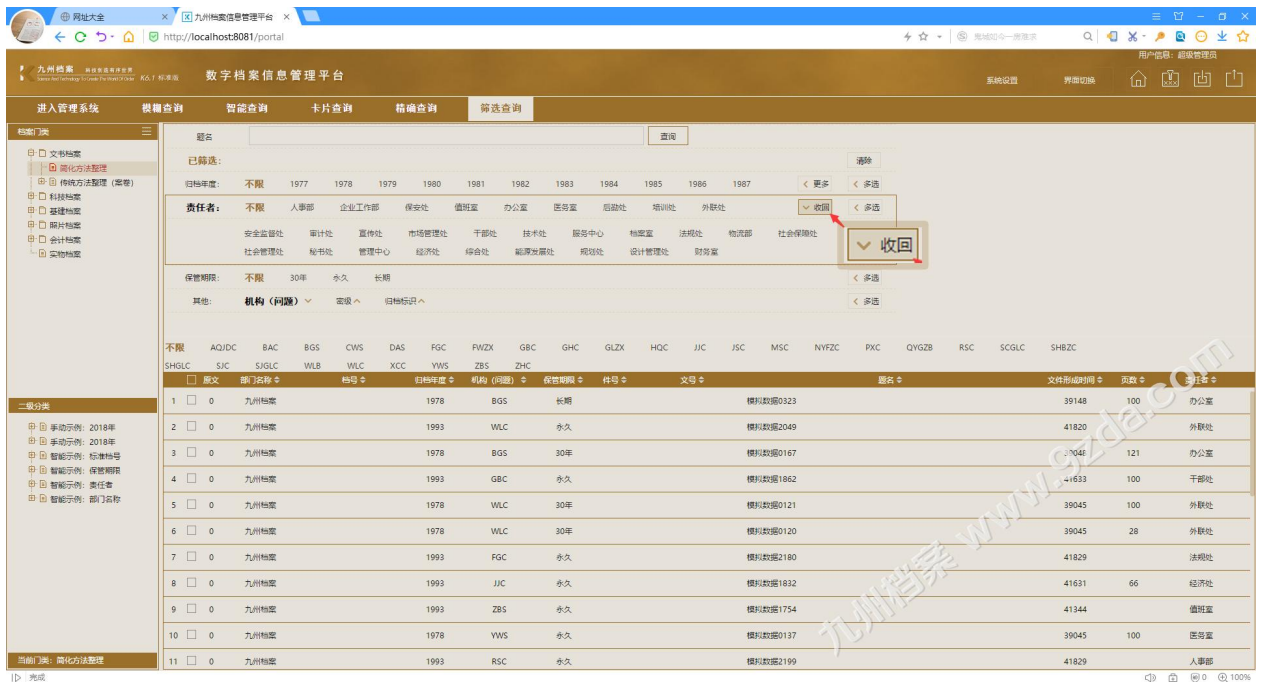 网址大全
九州档案信息管理平台
http://localhost:8081/portal
用户信息: 超级管理员
九州档案
K6.1 标准版
数字档案信息管理平台
系统设置 界面切换
进入管理系统 模糊查询 智能查询 卡片查询 精确查询 筛选查询
档案门类
文书档案
简化方法整理
传统方法整理（案卷）
科技档案
基建档案
照片档案
会计档案
实物档案
题名 查询
已筛选: 清除
归档年度: 不限 1977 1978 1979 1980 1981 1982 1983 1984 1985 1986 1987 更多 多选
责任者: 不限 人事部 企业工作部 保安处 值班室 办公室 医务室 后勤处 培训处 外联处 收回 多选
安全监督处 审计处 宣传处 市场管理处 干部处 技术处 服务中心 档案室 法规处 物流部 社会保障处
社会管理处 秘书处 管理中心 经济处 综合处 能源发展处 规划处 设计管理处 财务室
收回
保管期限: 不限 30年 永久 长期 多选
其他: 机构（问题） 密级 归档标识 多选
不限 AQJDC BAC BGS CWS DAS FGC FWZX GBC GHC GLZX HQC JJC JSC MSC NYFZC PXC QYGZB RSC SCGLC SHBZC
SHGLC SJC SJGLC WLB WLC XCC YWS ZBS ZHC
原文 部门名称 档号 归档年度 机构（问题） 保管期限 件号 文号 题名 文件形成时间 页数 责任者
1 0 九州档案 1978 BGS 长期 模拟数据0323 39148 100 办公室
2 0 九州档案 1993 WLC 永久 模拟数据2049 41820 外联处
3 0 九州档案 1978 BGS 30年 模拟数据0167 39048 121 办公室
4 0 九州档案 1993 GBC 永久 模拟数据1862 41633 100 干部处
5 0 九州档案 1978 WLC 30年 模拟数据0121 39045 100 外联处
6 0 九州档案 1978 WLC 30年 模拟数据0120 39045 28 外联处
7 0 九州档案 1993 FGC 永久 模拟数据2180 41829 法规处
8 0 九州档案 1993 JJC 永久 模拟数据1832 41631 66 经济处
9 0 九州档案 1993 ZBS 永久 模拟数据1754 41344 值班室
10 0 九州档案 1978 YWS 永久 模拟数据0137 39045 100 医务室
11 0 九州档案 1993 RSC 永久 模拟数据2199 41829 人事部
二级分类
手动示例: 2018年
手动示例: 2018年
智能示例: 标准档号
智能示例: 保管期限
智能示例: 责任者
智能示例: 部门名称
当前门类: 简化方法整理
九州档案 www.9zda.com
完成
0 100%